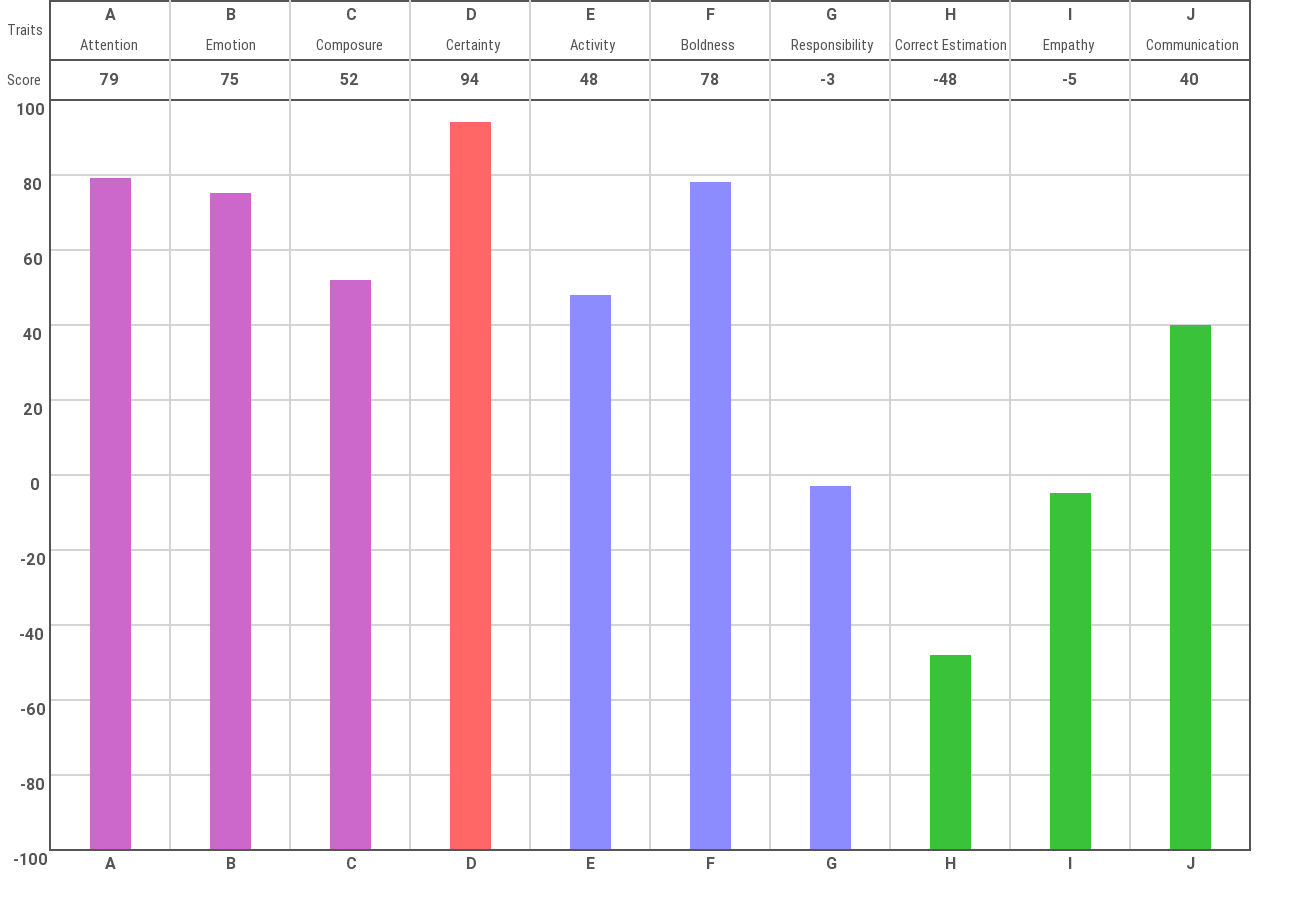 Traits A B C D E F G H I J
Attention Emotion Composure Certainty Activity Boldness Responsibility Correct Estimation Empathy Communication
Score 79 75 52 94 48 78 -3 -48 -5 40
100
80
60
40
20
0
-20
-40
-60
-80
-100
A B C D E F G H I J